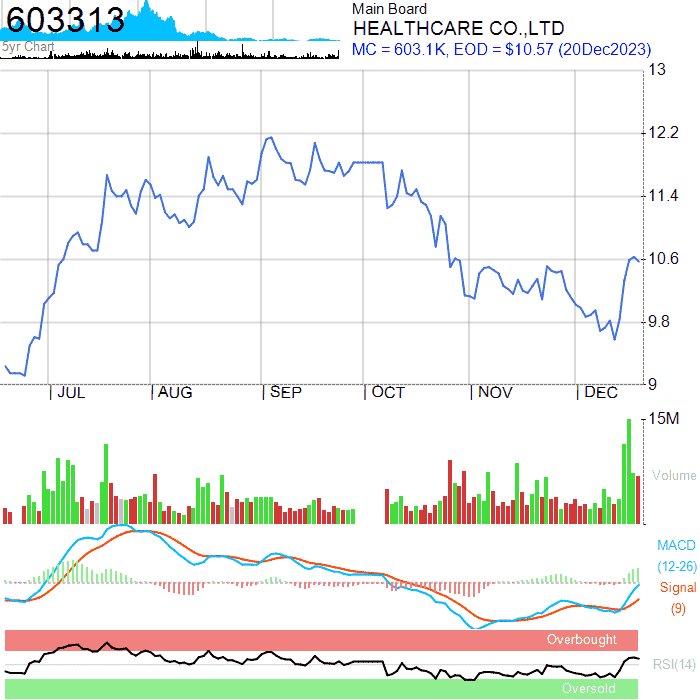 603313
5yr Chart
Main Board
HEALTHCARE CO.,LTD
MC = 603.1K, EOD = $10.57 (20Dec2023)
13
12.2
11.4
10.6
9.8
9
JUL
AUG
SEP
OCT
NOV
DEC
15M
Volume
MACD
(12-26)
Signal
(9)
Overbought
RSI(14)
Oversold